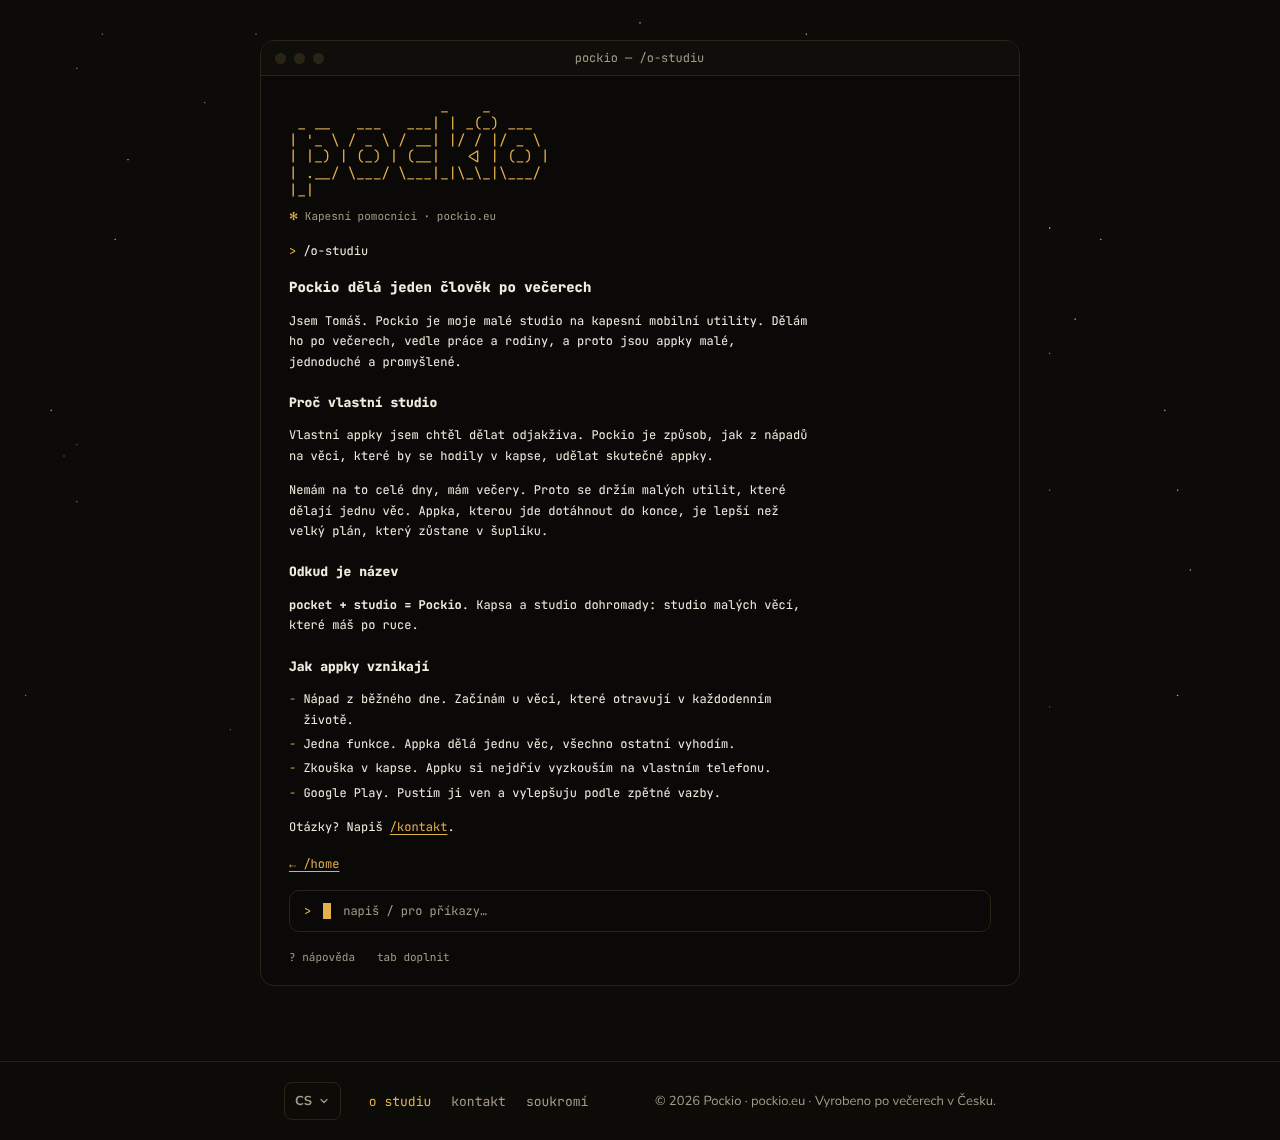 pockio — /o-studiu
pockio
✻ Kapesní pomocníci · pockio.eu
> /o-studiu
Pockio dělá jeden člověk po večerech
Jsem Tomáš. Pockio je moje malé studio na kapesní mobilní utility. Dělám
ho po večerech, vedle práce a rodiny, a proto jsou appky malé,
jednoduché a promyšlené.
Proč vlastní studio
Vlastní appky jsem chtěl dělat odjakživa. Pockio je způsob, jak z nápadů
na věci, které by se hodily v kapse, udělat skutečné appky.
Nemám na to celé dny, mám večery. Proto se držím malých utilit, které
dělají jednu věc. Appka, kterou jde dotáhnout do konce, je lepší než
velký plán, který zůstane v šuplíku.
Odkud je název
pocket + studio = Pockio. Kapsa a studio dohromady: studio malých věcí,
které máš po ruce.
Jak appky vznikají
- Nápad z běžného dne. Začínám u věcí, které otravují v každodenním
životě.
- Jedna funkce. Appka dělá jednu věc, všechno ostatní vyhodím.
- Zkouška v kapse. Appku si nejdřív vyzkouším na vlastním telefonu.
- Google Play. Pustím ji ven a vylepšuju podle zpětné vazby.
Otázky? Napiš /kontakt.
← /home
> napiš / pro příkazy…
? nápověda tab doplnit
CS o studiu kontakt soukromí © 2026 Pockio · pockio.eu · Vyrobeno po večerech v Česku.